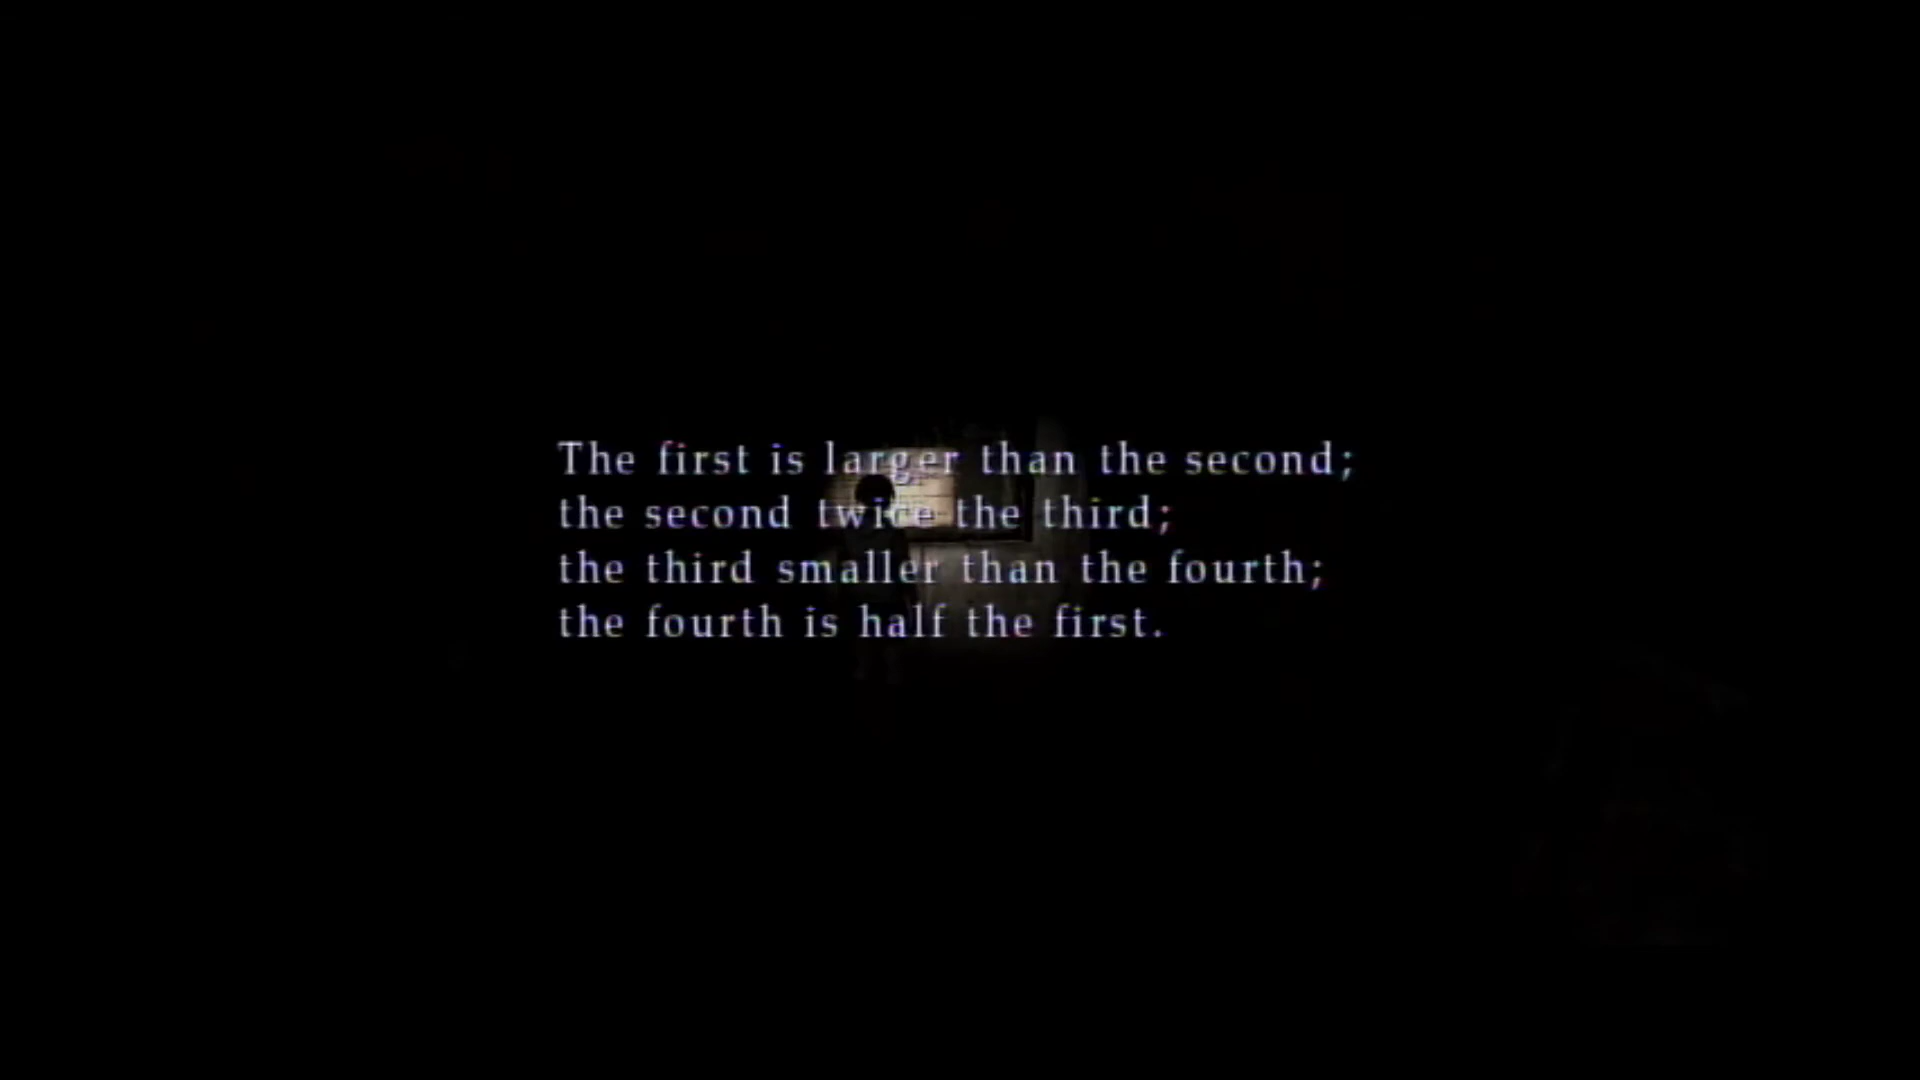 The first is larger than the second;
the second twice the third;
the third smaller than the fourth;
the fourth is half the first.